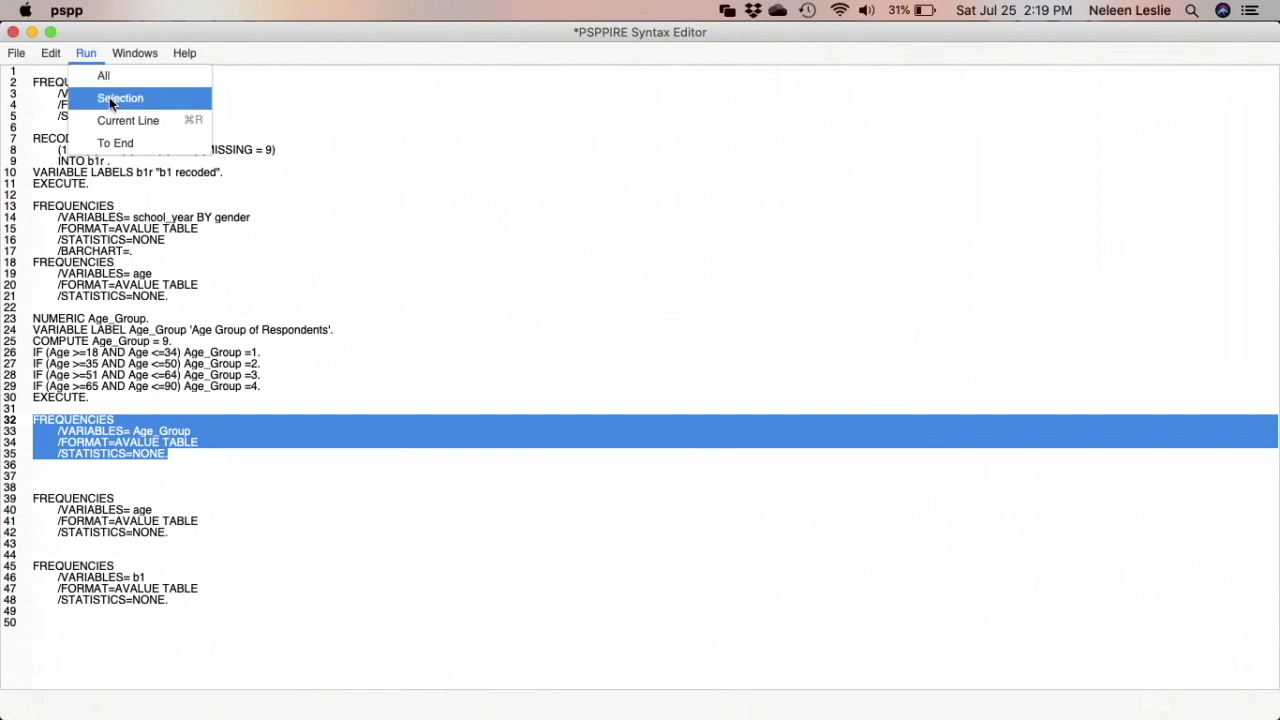 pspp 31% Sat Jul 25 2:19 PM Neleen Leslie
*PSPPIRE Syntax Editor
File Edit Run Windows Help
All
Selection
Current Line ⌘R
To End
1
2 FREQU
3 /V
4 /F
5 /S
6
7 RECOD
8 (1 MISSING = 9)
9 INTO b1r .
10 VARIABLE LABELS b1r "b1 recoded".
11 EXECUTE.
12
13 FREQUENCIES
14 /VARIABLES= school_year BY gender
15 /FORMAT=AVALUE TABLE
16 /STATISTICS=NONE
17 /BARCHART=.
18 FREQUENCIES
19 /VARIABLES= age
20 /FORMAT=AVALUE TABLE
21 /STATISTICS=NONE.
22
23 NUMERIC Age_Group.
24 VARIABLE LABEL Age_Group 'Age Group of Respondents'.
25 COMPUTE Age_Group = 9.
26 IF (Age >=18 AND Age <=34) Age_Group =1.
27 IF (Age >=35 AND Age <=50) Age_Group =2.
28 IF (Age >=51 AND Age <=64) Age_Group =3.
29 IF (Age >=65 AND Age <=90) Age_Group =4.
30 EXECUTE.
31
32 FREQUENCIES
33 /VARIABLES= Age_Group
34 /FORMAT=AVALUE TABLE
35 /STATISTICS=NONE.
36
37
38
39 FREQUENCIES
40 /VARIABLES= age
41 /FORMAT=AVALUE TABLE
42 /STATISTICS=NONE.
43
44
45 FREQUENCIES
46 /VARIABLES= b1
47 /FORMAT=AVALUE TABLE
48 /STATISTICS=NONE.
49
50